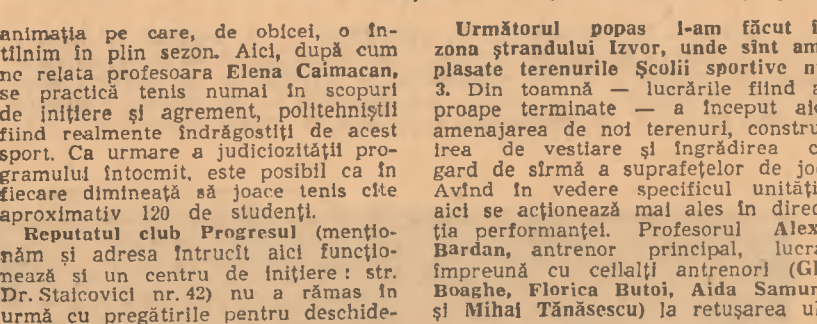 animația pe care, de obicei, o în-
tîlnim în plin sezon. Aici, după cum
ne relata profesoara Elena Caimacan,
se practică tenis numai în scopuri
de inițiere și agrement, politehniștii
fiind realmente îndrăgostiți de acest
sport. Ca urmare a judiciozității pro-
gramului întocmit, este posibil ca în
fiecare dimineață să joace tenis cîte
aproximativ 120 de studenți.
Reputatul club Progresul (mențio-
năm și adresa întrucît aici funcțio-
nează și un centru de inițiere : str.
Dr. Staicovici nr. 42) nu a rămas în
urmă cu pregătirile pentru deschide-
Următorul popas l-am făcut î
zona ștrandului Izvor, unde sînt am
plasate terenurile Școlii sportive n
3. Din toamnă — lucrările fiind a
proape terminate — a început
amenajarea de noi terenuri, constru
irea de vestiare și îngrădirea c
gard de sîrmă a suprafețelor de jo
Avînd în vedere specificul unități
aici se acționează mai ales în direc
ția performanței. Profesorul Alex
Bardan, antrenor principal, lucra
împreună cu ceilalți antrenori
Boaghe, Florica Butoi, Aida Samur
și Mihai Tănăsescu) la retușarea